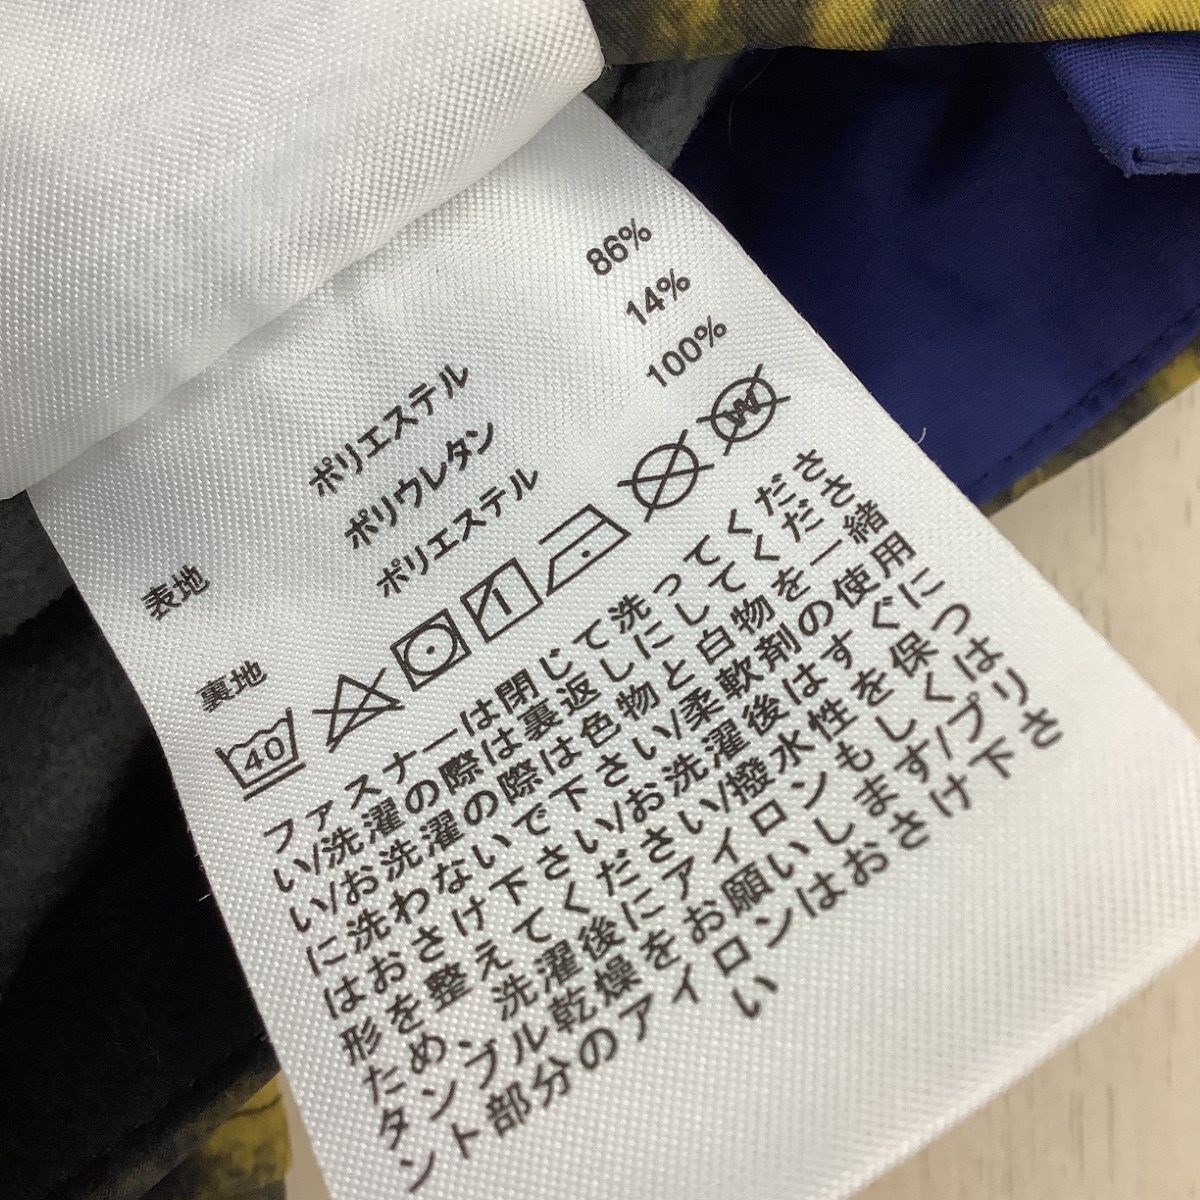 表地 ポリエステル 86%
ポリウレタン 14%
裏地 ポリエステル 100%
40 W
ファスナーは閉じて洗ってくださ
い/洗濯の際は裏返しにしてくださ
い/お洗濯の際は色物と白物を一緒
に洗わないで下さい/柔軟剤の使用
はおさけ下さい/お洗濯後はすぐに
形を整えてください/撥水性を保つ
ため、洗濯後にアイロンもしくは
タンブル乾燥をお願いします/プリ
ント部分のアイロンはおさけ下さ
い